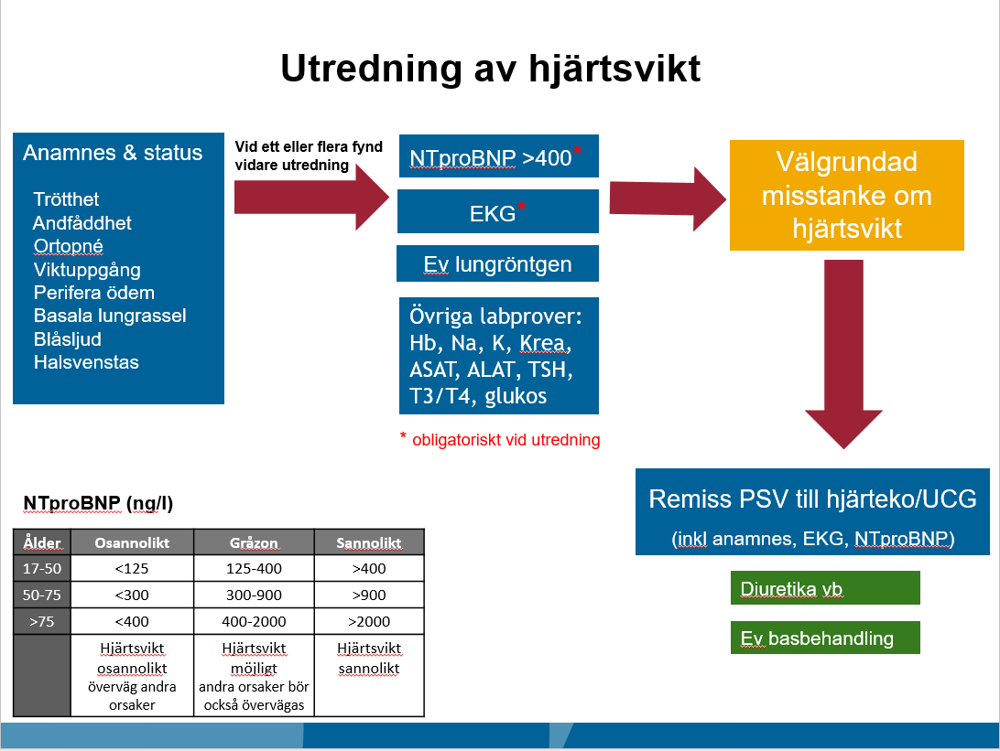 Utredning av hjärtsvikt
Anamnes & status
Trötthet
Andfåddhet
Ortopné
Viktuppgång
Perifera ödem
Basala lungrassel
Blåsljud
Halsvenstas
Vid ett eller flera fynd
vidare utredning
NTproBNP >400*
EKG*
Ev lungröntgen
Övriga labprover:
Hb, Na, K, Krea,
ASAT, ALAT, TSH,
T3/T4, glukos
* obligatoriskt vid utredning
Välgrundad
misstanke om
hjärtsvikt
Remiss PSV till hjärteko/UCG
(inkl anamnes, EKG, NTproBNP)
Diuretika vb
Ev basbehandling
NTproBNP (ng/l)
Ålder Osannolikt Gråzon Sannolikt
17-50 <125 125-400 >400
50-75 <300 300-900 >900
>75 <400 400-2000 >2000
Hjärtsvikt Hjärtsvikt Hjärtsvikt
osannolikt möjligt sannolikt
överväg andra andra orsaker bör
orsaker också övervägas